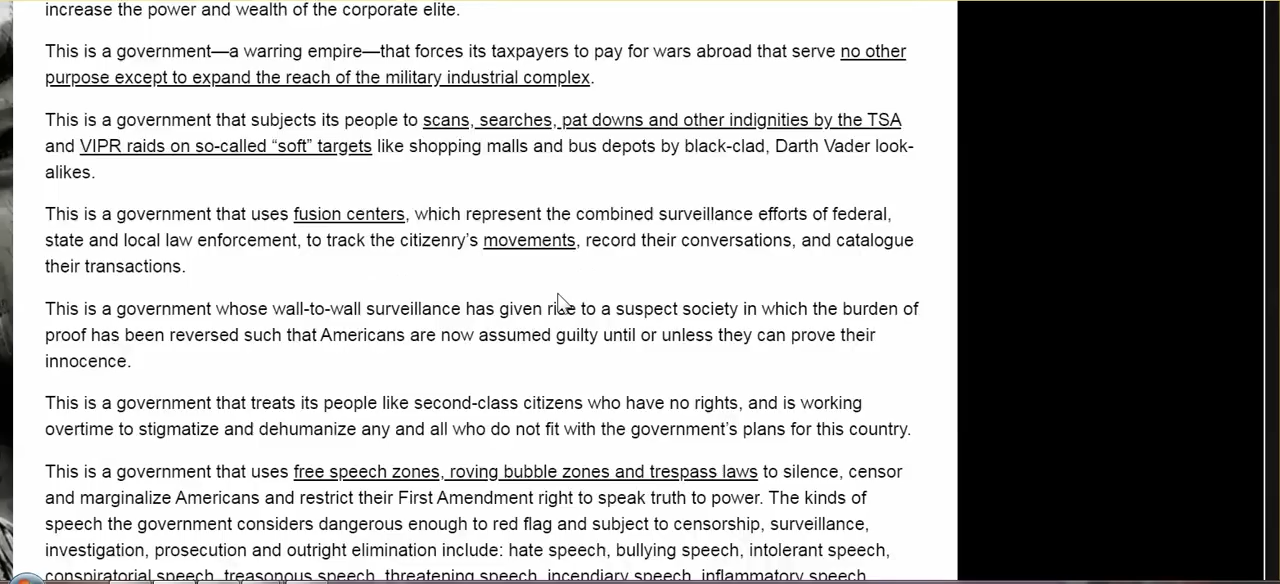 increase the power and wealth of the corporate elite.
This is a government—a warring empire—that forces its taxpayers to pay for wars abroad that serve no other
purpose except to expand the reach of the military industrial complex.
This is a government that subjects its people to scans, searches, pat downs and other indignities by the TSA
and VIPR raids on so-called “soft” targets like shopping malls and bus depots by black-clad, Darth Vader look-
alikes.
This is a government that uses fusion centers, which represent the combined surveillance efforts of federal,
state and local law enforcement, to track the citizenry’s movements, record their conversations, and catalogue
their transactions.
This is a government whose wall-to-wall surveillance has given rise to a suspect society in which the burden of
proof has been reversed such that Americans are now assumed guilty until or unless they can prove their
innocence.
This is a government that treats its people like second-class citizens who have no rights, and is working
overtime to stigmatize and dehumanize any and all who do not fit with the government’s plans for this country.
This is a government that uses free speech zones, roving bubble zones and trespass laws to silence, censor
and marginalize Americans and restrict their First Amendment right to speak truth to power. The kinds of
speech the government considers dangerous enough to red flag and subject to censorship, surveillance,
investigation, prosecution and outright elimination include: hate speech, bullying speech, intolerant speech,
conspiratorial speech, treasonous speech, threatening speech, incendiary speech, inflammatory speech,